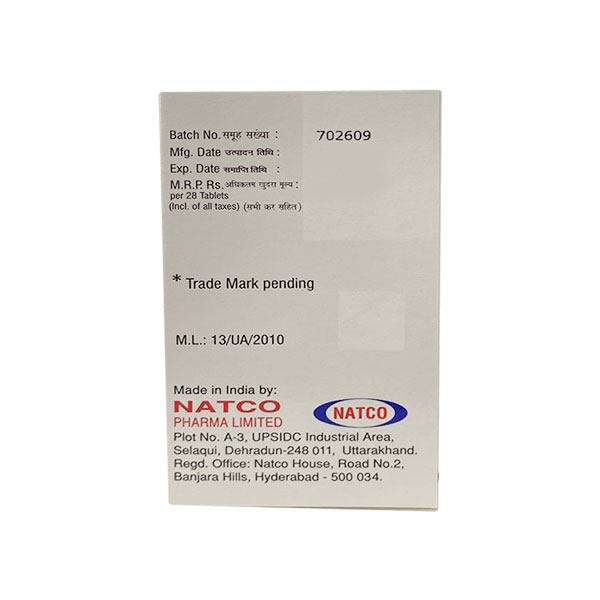 Batch No. समूह सख्या : 702609
Mfg. Date उत्पादन तिथि :
Exp. Date समाप्ति तिथि :
M.R.P. Rs. अधिकतम खुदरा मूल्य :
per 28 Tablets
(Incl. of all taxes) (सभी कर सहित)
* Trade Mark pending
M.L.: 13/UA/2010
Made in India by:
NATCO
PHARMA LIMITED
NATCO
Plot No. A-3, UPSIDC Industrial Area,
Selaqui, Dehradun-248 011, Uttarakhand.
Regd. Office: Natco House, Road No.2,
Banjara Hills, Hyderabad - 500 034.